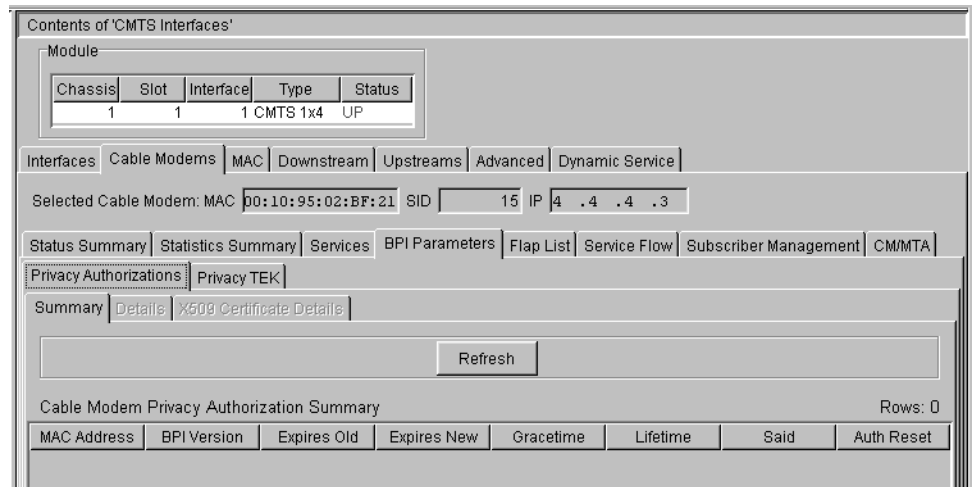 Contents of 'CMTS Interfaces'
Module
Chassis Slot Interface Type Status
1 1 1 CMTS 1x4 UP
Interfaces Cable Modems MAC Downstream Upstreams Advanced Dynamic Service
Selected Cable Modem: MAC 00:10:95:02:BF:21 SID 15 IP 4 .4 .4 .3
Status Summary Statistics Summary Services BPI Parameters Flap List Service Flow Subscriber Management CM/MTA
Privacy Authorizations Privacy TEK
Summary Details X509 Certificate Details
Refresh
Cable Modem Privacy Authorization Summary Rows: 0
MAC Address BPI Version Expires Old Expires New Gracetime Lifetime Said Auth Reset